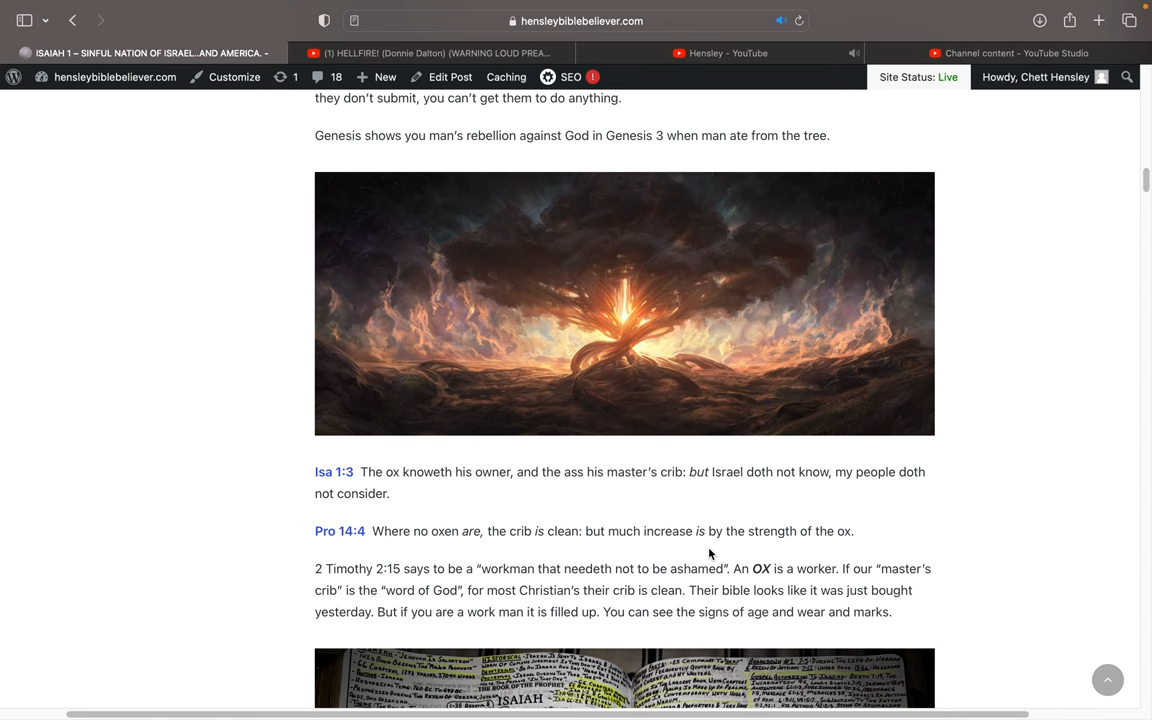 hensleybiblebeliever.com
ISAIAH 1 – SINFUL NATION OF ISRAEL..AND AMERICA. -
(1) HELLFIRE! (Donnie Dalton) (WARNING LOUD PREA...
Hensley - YouTube
Channel content - YouTube Studio
hensleybiblebeliever.com Customize 1 18 New Edit Post Caching SEO ! Site Status: Live Howdy, Chett Hensley
they don't submit, you can't get them to do anything.
Genesis shows you man's rebellion against God in Genesis 3 when man ate from the tree.
Isa 1:3 The ox knoweth his owner, and the ass his master's crib: but Israel doth not know, my people doth
not consider.
Pro 14:4 Where no oxen are, the crib is clean: but much increase is by the strength of the ox.
2 Timothy 2:15 says to be a "workman that needeth not to be ashamed". An OX is a worker. If our "master's
crib" is the "word of God", for most Christian's their crib is clean. Their bible looks like it was just bought
yesterday. But if you are a work man it is filled up. You can see the signs of age and wear and marks.
THE BOOK OF THE PROPHET
ISAIAH